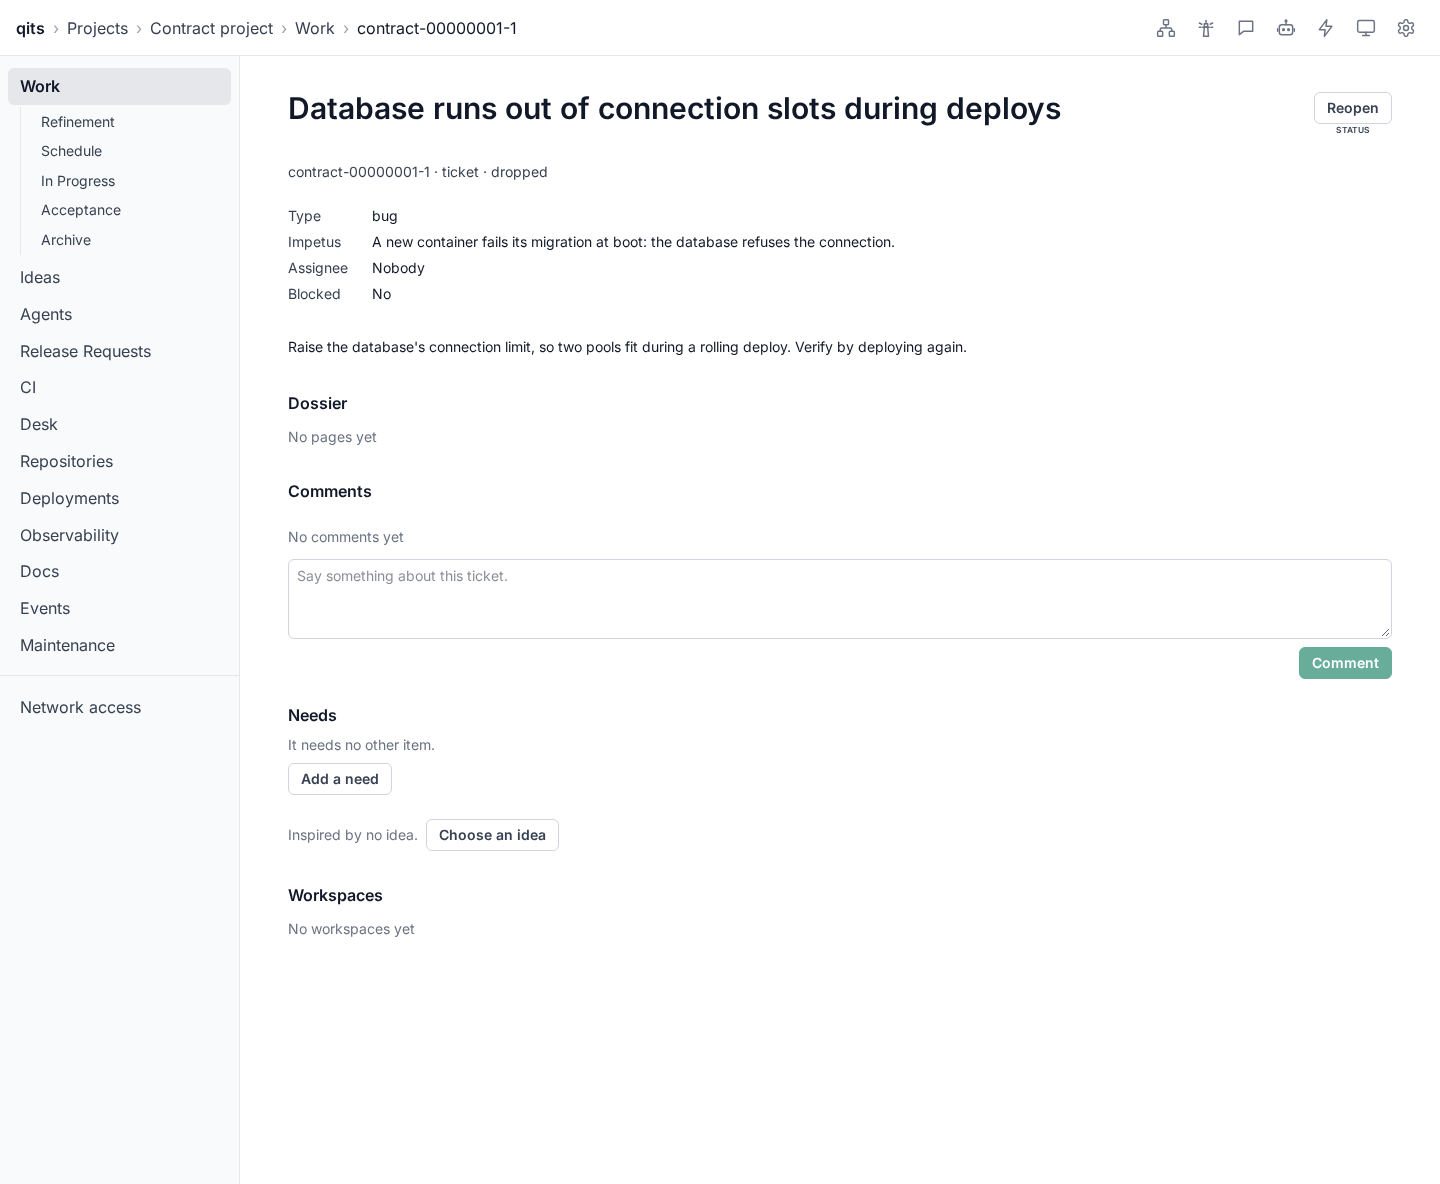 qits › Projects › Contract project › Work › contract-00000001-1
Work
Refinement
Schedule
In Progress
Acceptance
Archive
Ideas
Agents
Release Requests
CI
Desk
Repositories
Deployments
Observability
Docs
Events
Maintenance
Network access
Database runs out of connection slots during deploys
Reopen
STATUS
contract-00000001-1 · ticket · dropped
Type bug
Impetus A new container fails its migration at boot: the database refuses the connection.
Assignee Nobody
Blocked No
Raise the database's connection limit, so two pools fit during a rolling deploy. Verify by deploying again.
Dossier
No pages yet
Comments
No comments yet
Say something about this ticket.
Comment
Needs
It needs no other item.
Add a need
Inspired by no idea. Choose an idea
Workspaces
No workspaces yet